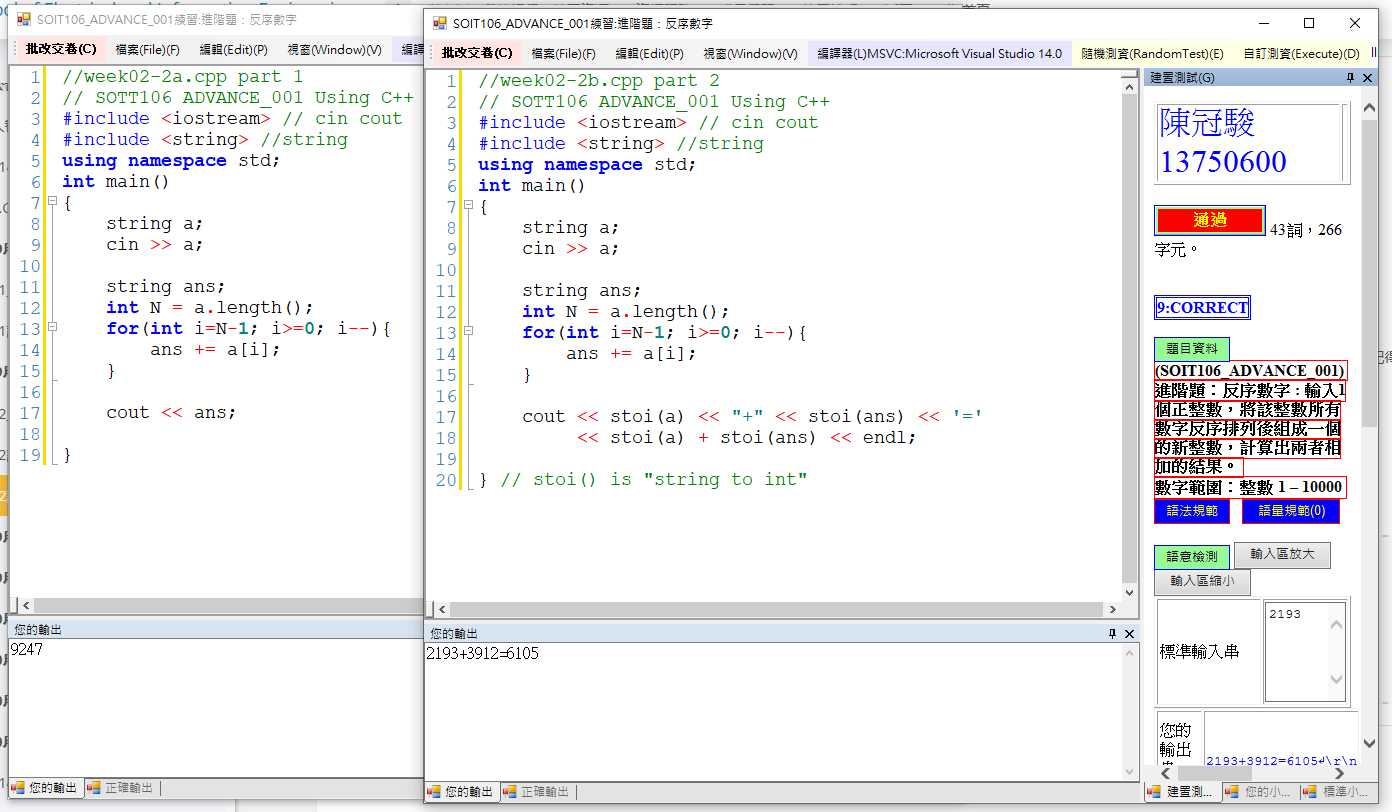 SOIT106_ADVANCE_001練習:進階題：反序數字
批改交卷(C) 檔案(File)(F) 編輯(Edit)(P) 視窗(Window)(V) 編譯
1 //week02-2a.cpp part 1
2 // SOTT106 ADVANCE_001 Using C++
3 #include <iostream> // cin cout
4 #include <string> //string
5 using namespace std;
6 int main()
7 {
8 string a;
9 cin >> a;
10
11 string ans;
12 int N = a.length();
13 for(int i=N-1; i>=0; i--){
14 ans += a[i];
15 }
16
17 cout << ans;
18
19 }
您的輸出
9247
您的輸出 正確輸出
SOIT106_ADVANCE_001練習:進階題：反序數字
批改交卷(C) 檔案(File)(F) 編輯(Edit)(P) 視窗(Window)(V) 編譯器(L)MSVC:Microsoft Visual Studio 14.0 隨機測資(RandomTest)(E) 自訂測資(Execute)(D)
1 //week02-2b.cpp part 2
2 // SOTT106 ADVANCE_001 Using C++
3 #include <iostream> // cin cout
4 #include <string> //string
5 using namespace std;
6 int main()
7 {
8 string a;
9 cin >> a;
10
11 string ans;
12 int N = a.length();
13 for(int i=N-1; i>=0; i--){
14 ans += a[i];
15 }
16
17 cout << stoi(a) << "+" << stoi(ans) << '='
18 << stoi(a) + stoi(ans) << endl;
19
20 } // stoi() is "string to int"
您的輸出
2193+3912=6105
您的輸出 正確輸出
建置測試(G)
陳冠駿
13750600
通過 43詞，266
字元。
9:CORRECT
題目資料
(SOIT106_ADVANCE_001)
進階題：反序數字 : 輸入1
個正整數，將該整數所有
數字反序排列後組成一個
的新整數，計算出兩者相
加的結果。
數字範圍：整數 1 – 10000
語法規範 語量規範(0)
語意檢測 輸入區放大
輸入區縮小
標準輸入串 2193
您的
輸出
2193+3912=6105↵\r\n
建置測... 您的小... 標準小...